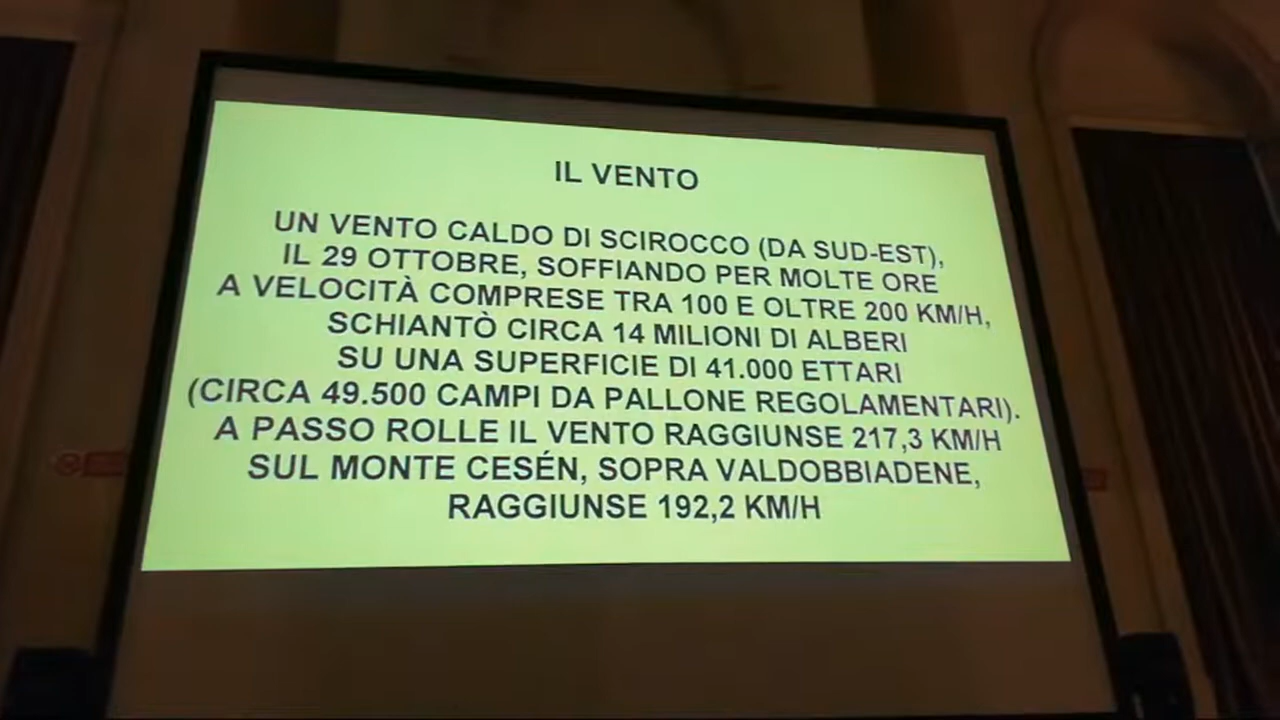 IL VENTO
UN VENTO CALDO DI SCIROCCO (DA SUD-EST),
IL 29 OTTOBRE, SOFFIANDO PER MOLTE ORE
A VELOCITÀ COMPRESE TRA 100 E OLTRE 200 KM/H,
SCHIANTÒ CIRCA 14 MILIONI DI ALBERI
SU UNA SUPERFICIE DI 41.000 ETTARI
(CIRCA 49.500 CAMPI DA PALLONE REGOLAMENTARI).
A PASSO ROLLE IL VENTO RAGGIUNSE 217,3 KM/H
SUL MONTE CESÉN, SOPRA VALDOBBIADENE,
RAGGIUNSE 192,2 KM/H